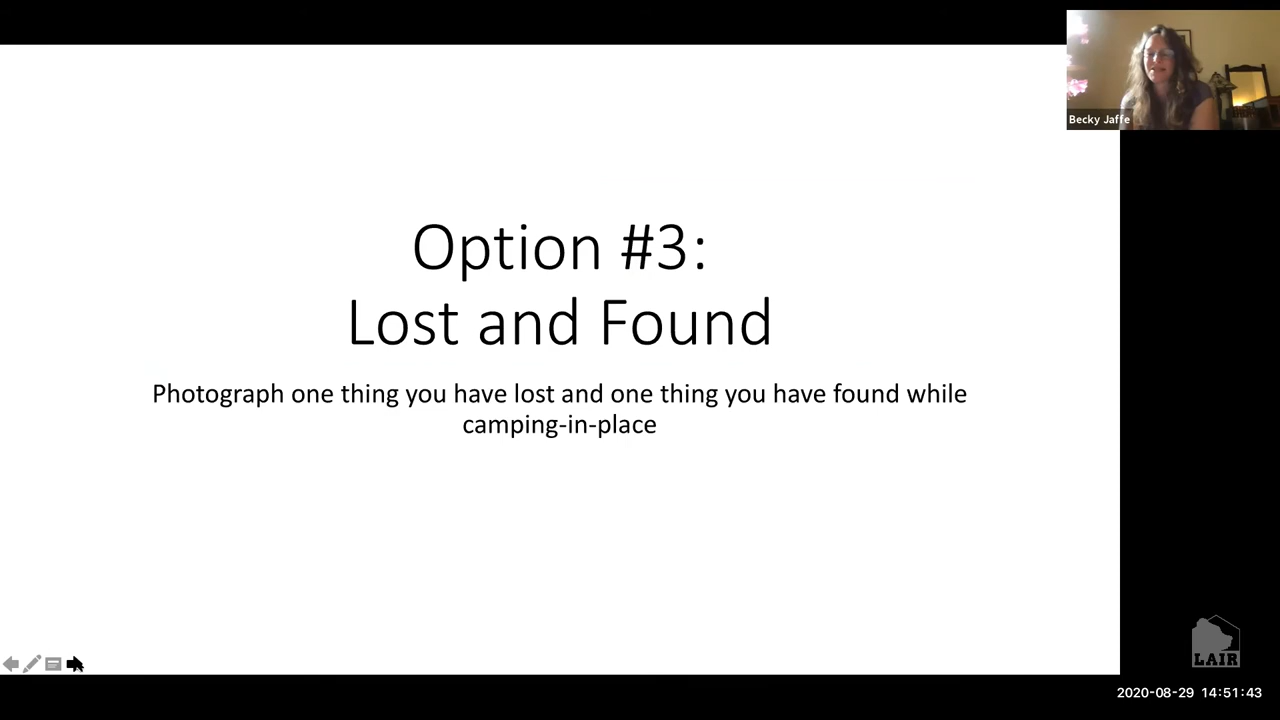 Becky Jaffe
Option #3:
Lost and Found
Photograph one thing you have lost and one thing you have found while
camping-in-place
LAIR
2020-08-29 14:51:43